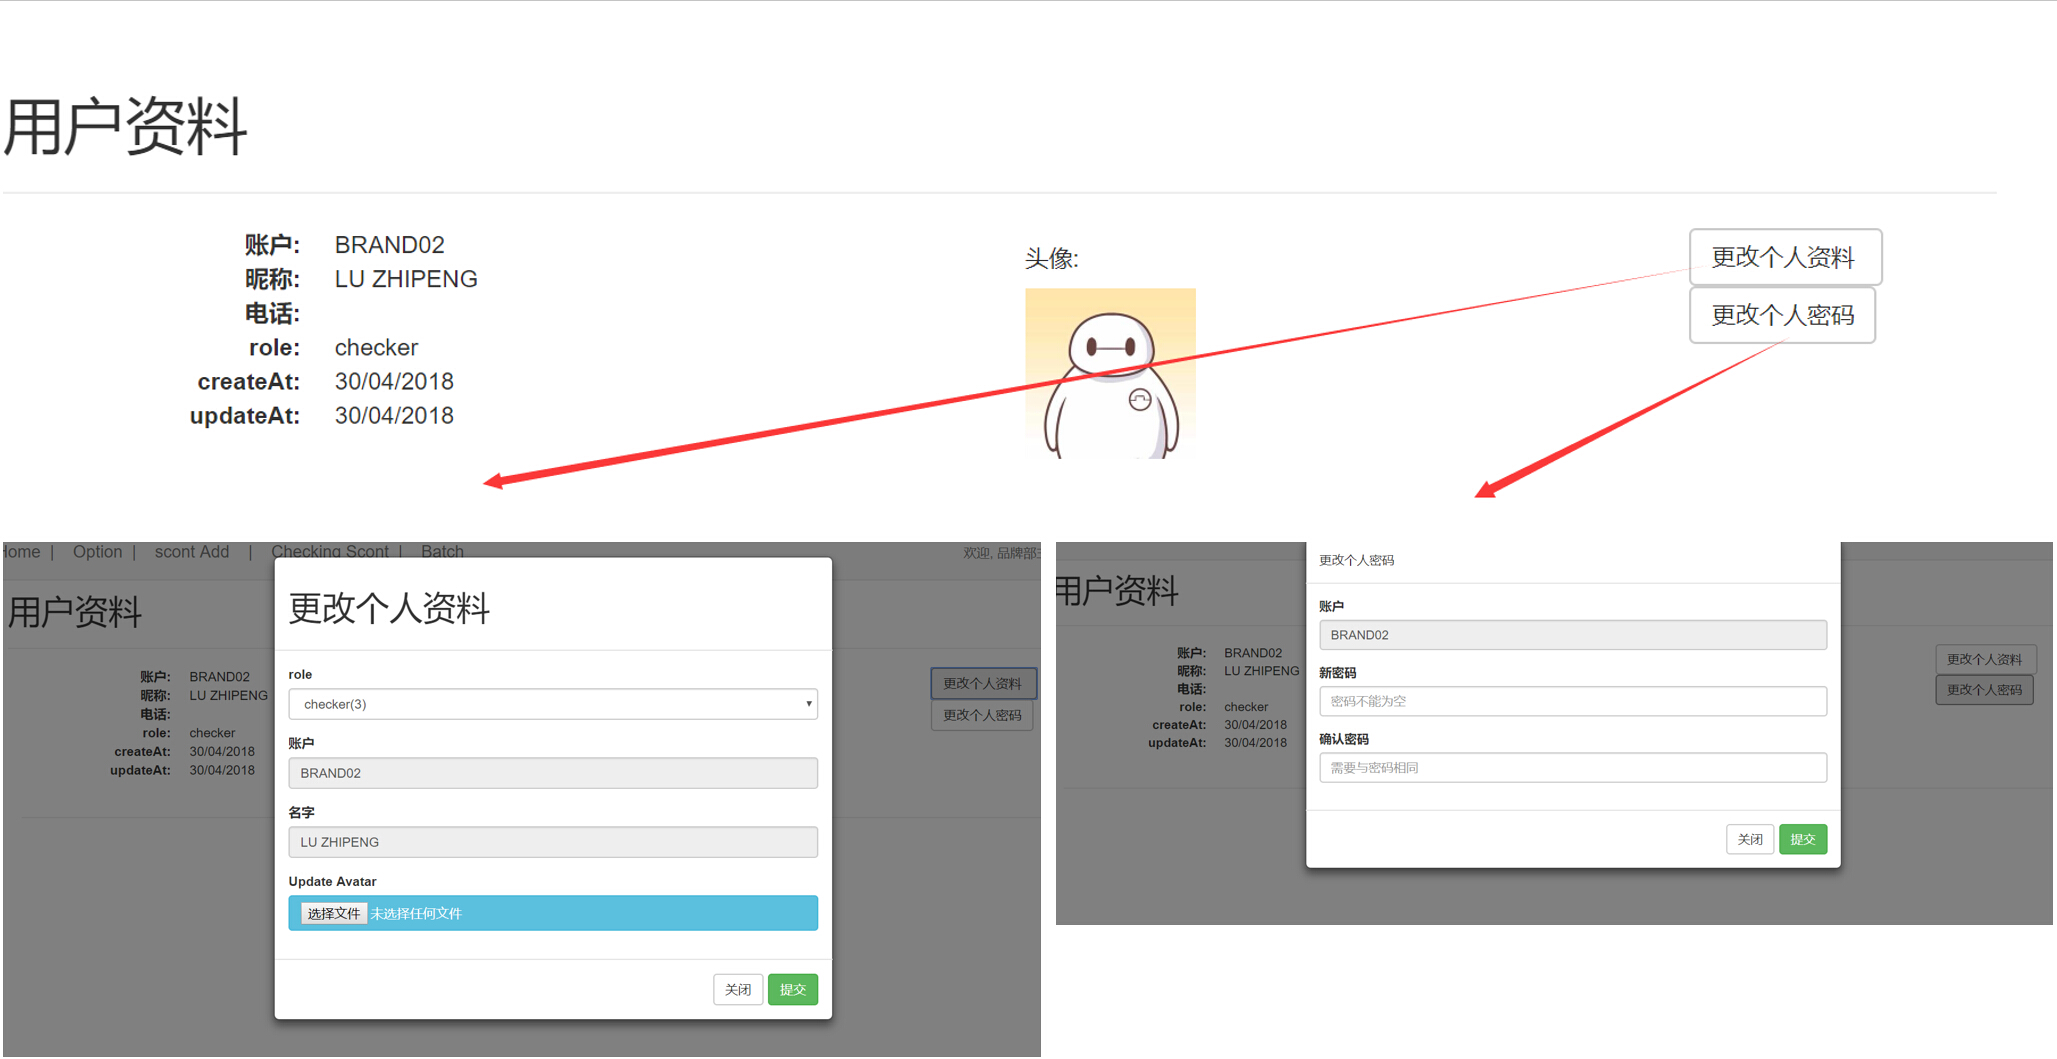 用户资料
账户: BRAND02
昵称: LU ZHIPENG
电话:
role: checker
createAt: 30/04/2018
updateAt: 30/04/2018
头像:
更改个人资料
更改个人密码
Home | Option | scont Add | Checking Scont | Batch
欢迎, 品牌部
用户资料
账户: BRAND02
昵称: LU ZHIPENG
电话:
role: checker
createAt: 30/04/2018
updateAt: 30/04/2018
更改个人资料
更改个人密码
更改个人资料
role
checker(3)
账户
BRAND02
名字
LU ZHIPENG
Update Avatar
选择文件 未选择任何文件
关闭 提交
用户资料
账户: BRAND02
昵称: LU ZHIPENG
电话:
role: checker
createAt: 30/04/2018
updateAt: 30/04/2018
更改个人资料
更改个人密码
更改个人密码
账户
BRAND02
新密码
密码不能为空
确认密码
需要与密码相同
关闭 提交